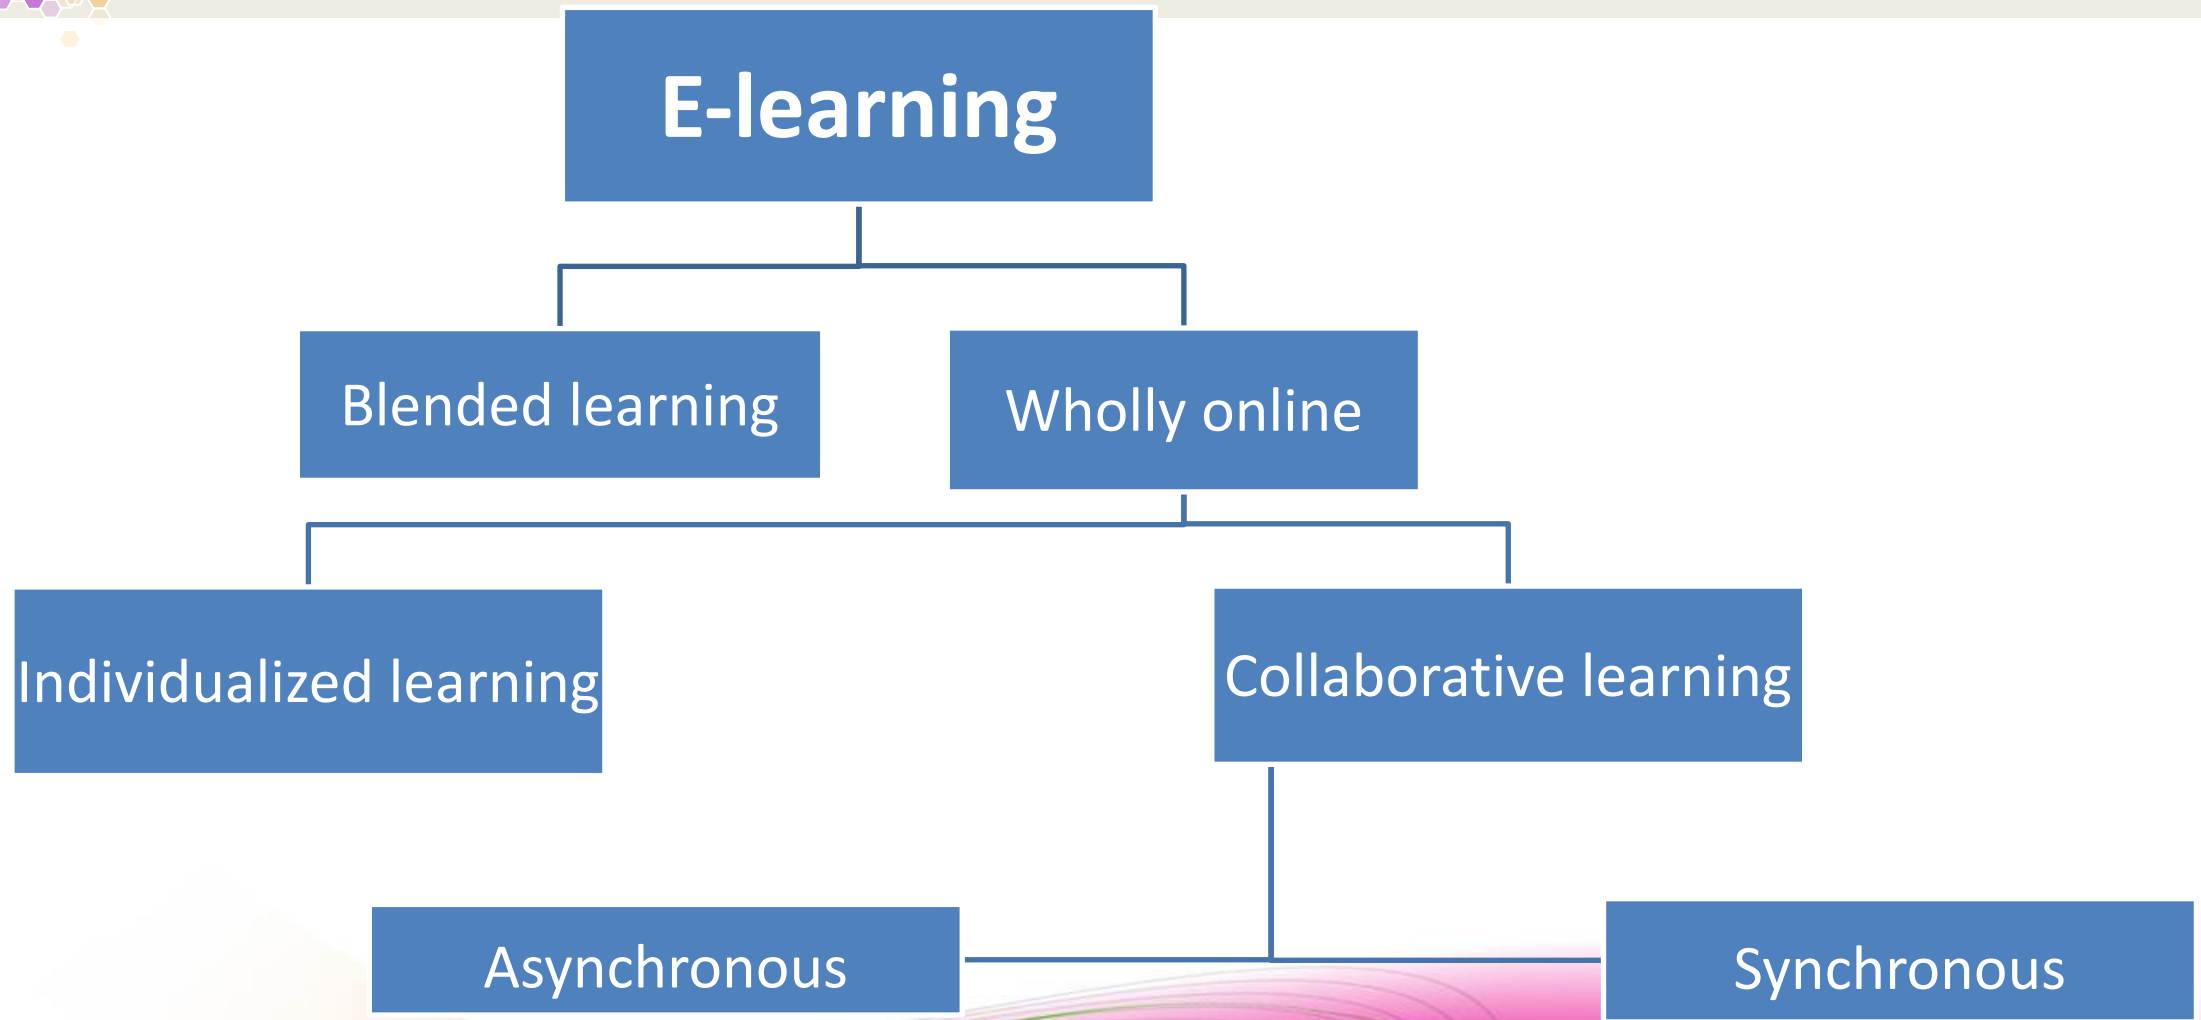 E-learning
Blended learning
Wholly online
Individualized learning
Collaborative learning
Asynchronous
Synchronous